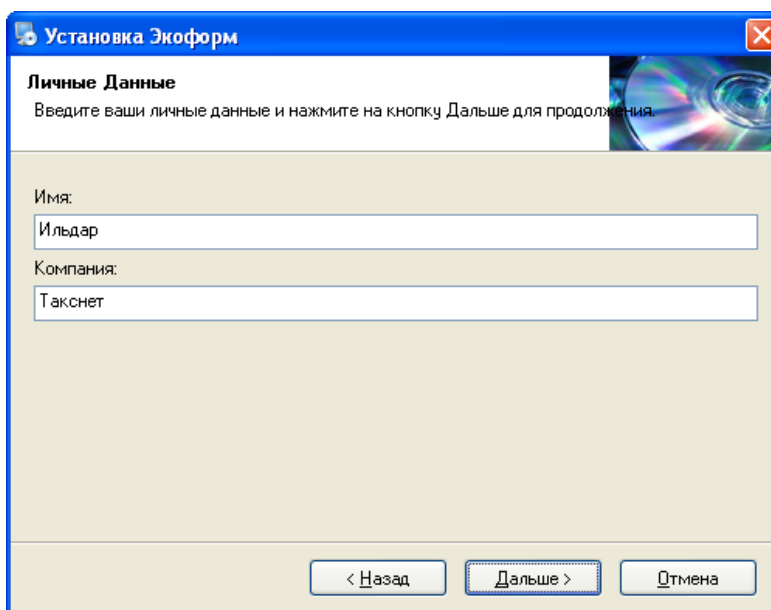 Установка Экоформ
Личные Данные
Введите ваши личные данные и нажмите на кнопку Дальше для продолжения.
Имя:
Ильдар
Компания:
Такснет
< Назад Дальше > Отмена